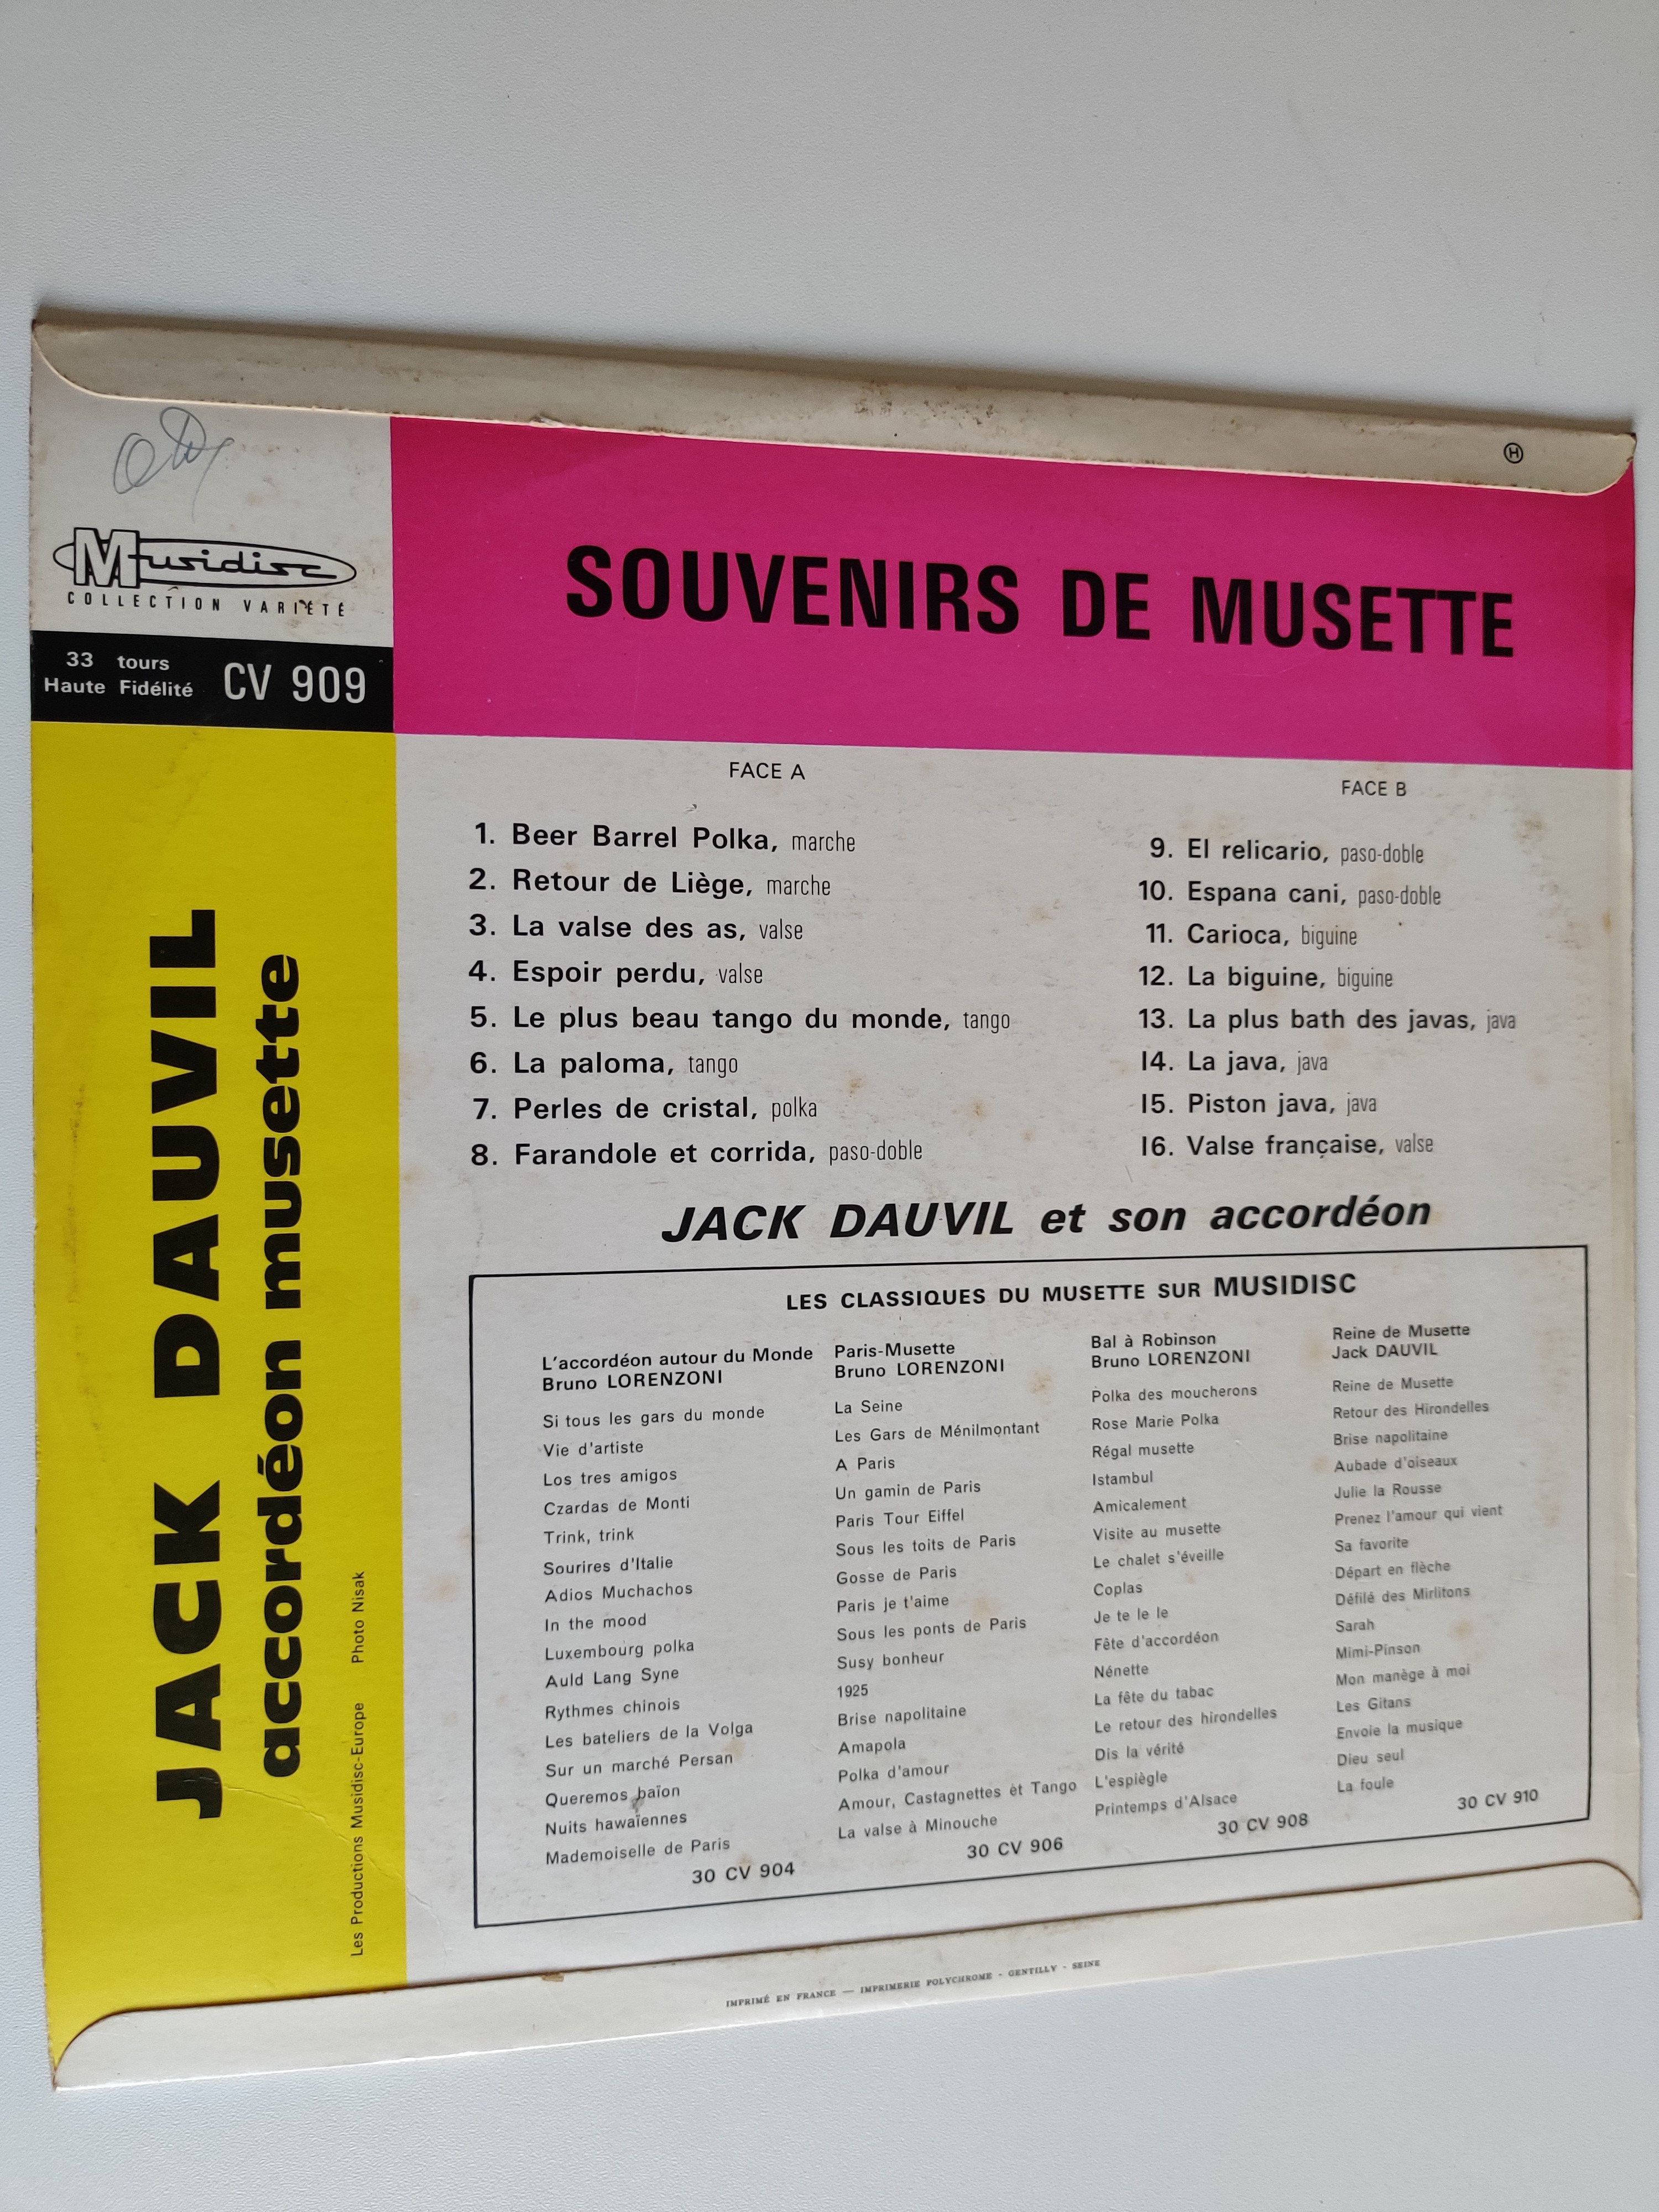 Ⓗ
Musidisc
COLLECTION VARIÉTÉ
33 tours
Haute Fidélité
CV 909
SOUVENIRS DE MUSETTE
JACK DAUVIL
accordéon musette
Les Productions Musidisc-Europe Photo Nisak
FACE A
1. Beer Barrel Polka, marche
2. Retour de Liège, marche
3. La valse des as, valse
4. Espoir perdu, valse
5. Le plus beau tango du monde, tango
6. La paloma, tango
7. Perles de cristal, polka
8. Farandole et corrida, paso-doble
FACE B
9. El relicario, paso-doble
10. Espana cani, paso-doble
11. Carioca, biguine
12. La biguine, biguine
13. La plus bath des javas, java
14. La java, java
15. Piston java, java
16. Valse française, valse
JACK DAUVIL et son accordéon
LES CLASSIQUES DU MUSETTE SUR MUSIDISC
L'accordéon autour du Monde
Bruno LORENZONI
Si tous les gars du monde
Vie d'artiste
Los tres amigos
Czardas de Monti
Trink, trink
Sourires d'Italie
Adios Muchachos
In the mood
Luxembourg polka
Auld Lang Syne
Rythmes chinois
Les bateliers de la Volga
Sur un marché Persan
Queremos baïon
Nuits hawaïennes
Mademoiselle de Paris
30 CV 904
Paris-Musette
Bruno LORENZONI
La Seine
Les Gars de Ménilmontant
A Paris
Un gamin de Paris
Paris Tour Eiffel
Sous les toits de Paris
Gosse de Paris
Paris je t'aime
Sous les ponts de Paris
Susy bonheur
1925
Brise napolitaine
Amapola
Polka d'amour
Amour, Castagnettes et Tango
La valse à Minouche
30 CV 906
Bal à Robinson
Bruno LORENZONI
Polka des moucherons
Rose Marie Polka
Régal musette
Istambul
Amicalement
Visite au musette
Le chalet s'éveille
Coplas
Je te le le
Fête d'accordéon
Nénette
La fête du tabac
Le retour des hirondelles
Dis la vérité
L'espiègle
Printemps d'Alsace
30 CV 908
Reine de Musette
Jack DAUVIL
Reine de Musette
Retour des Hirondelles
Brise napolitaine
Aubade d'oiseaux
Julie la Rousse
Prenez l'amour qui vient
Sa favorite
Départ en flèche
Défilé des Mirlitons
Sarah
Mimi-Pinson
Mon manège à moi
Les Gitans
Envoie la musique
Dieu seul
La foule
30 CV 910
IMPRIMÉ EN FRANCE — IMPRIMERIE POLYCHROME - GENTILLY - SEINE